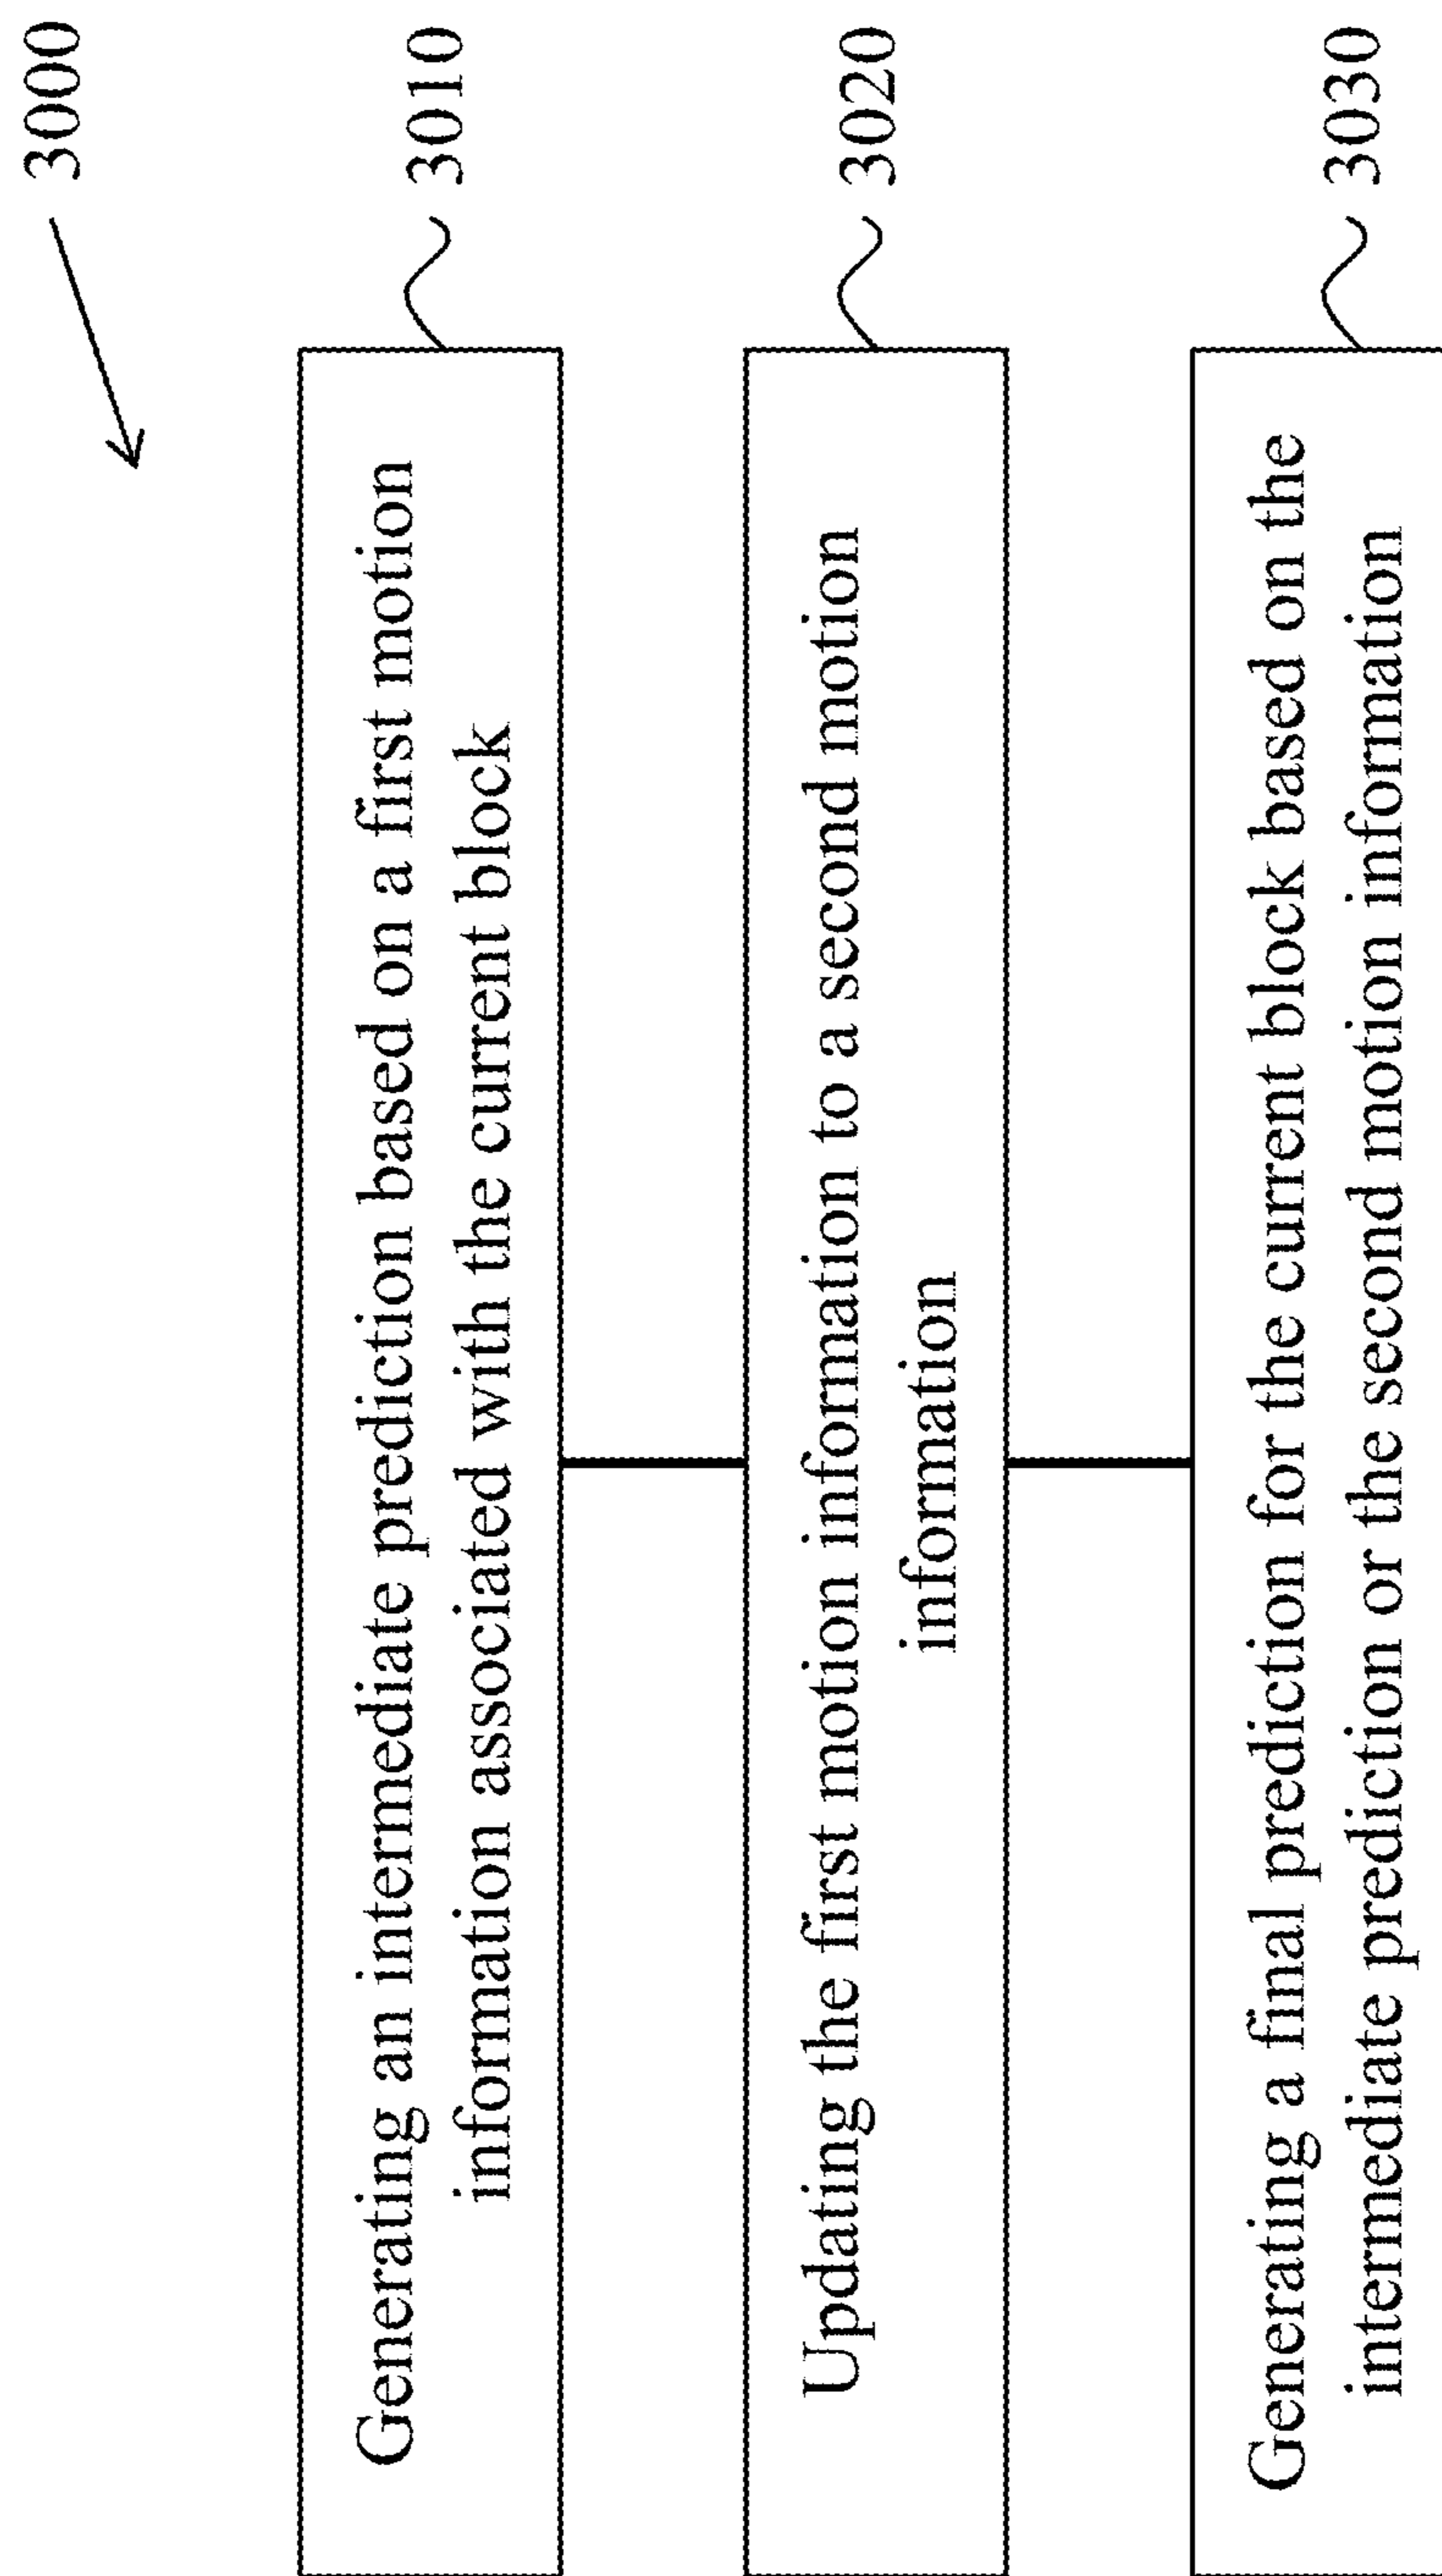 3000
Generating an intermediate prediction based on a first motion
information associated with the current block
3010
Updating the first motion information to a second motion
information
3020
Generating a final prediction for the current block based on the
intermediate prediction or the second motion information
3030